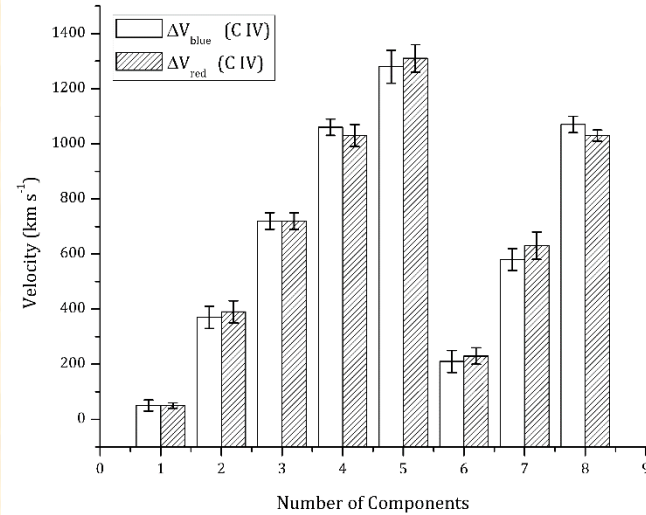 ΔV_blue (C IV)
ΔV_red (C IV)
1400
1200
1000
800
600
400
200
0
Velocity (km s⁻¹)
0 1 2 3 4 5 6 7 8 9
Number of Components